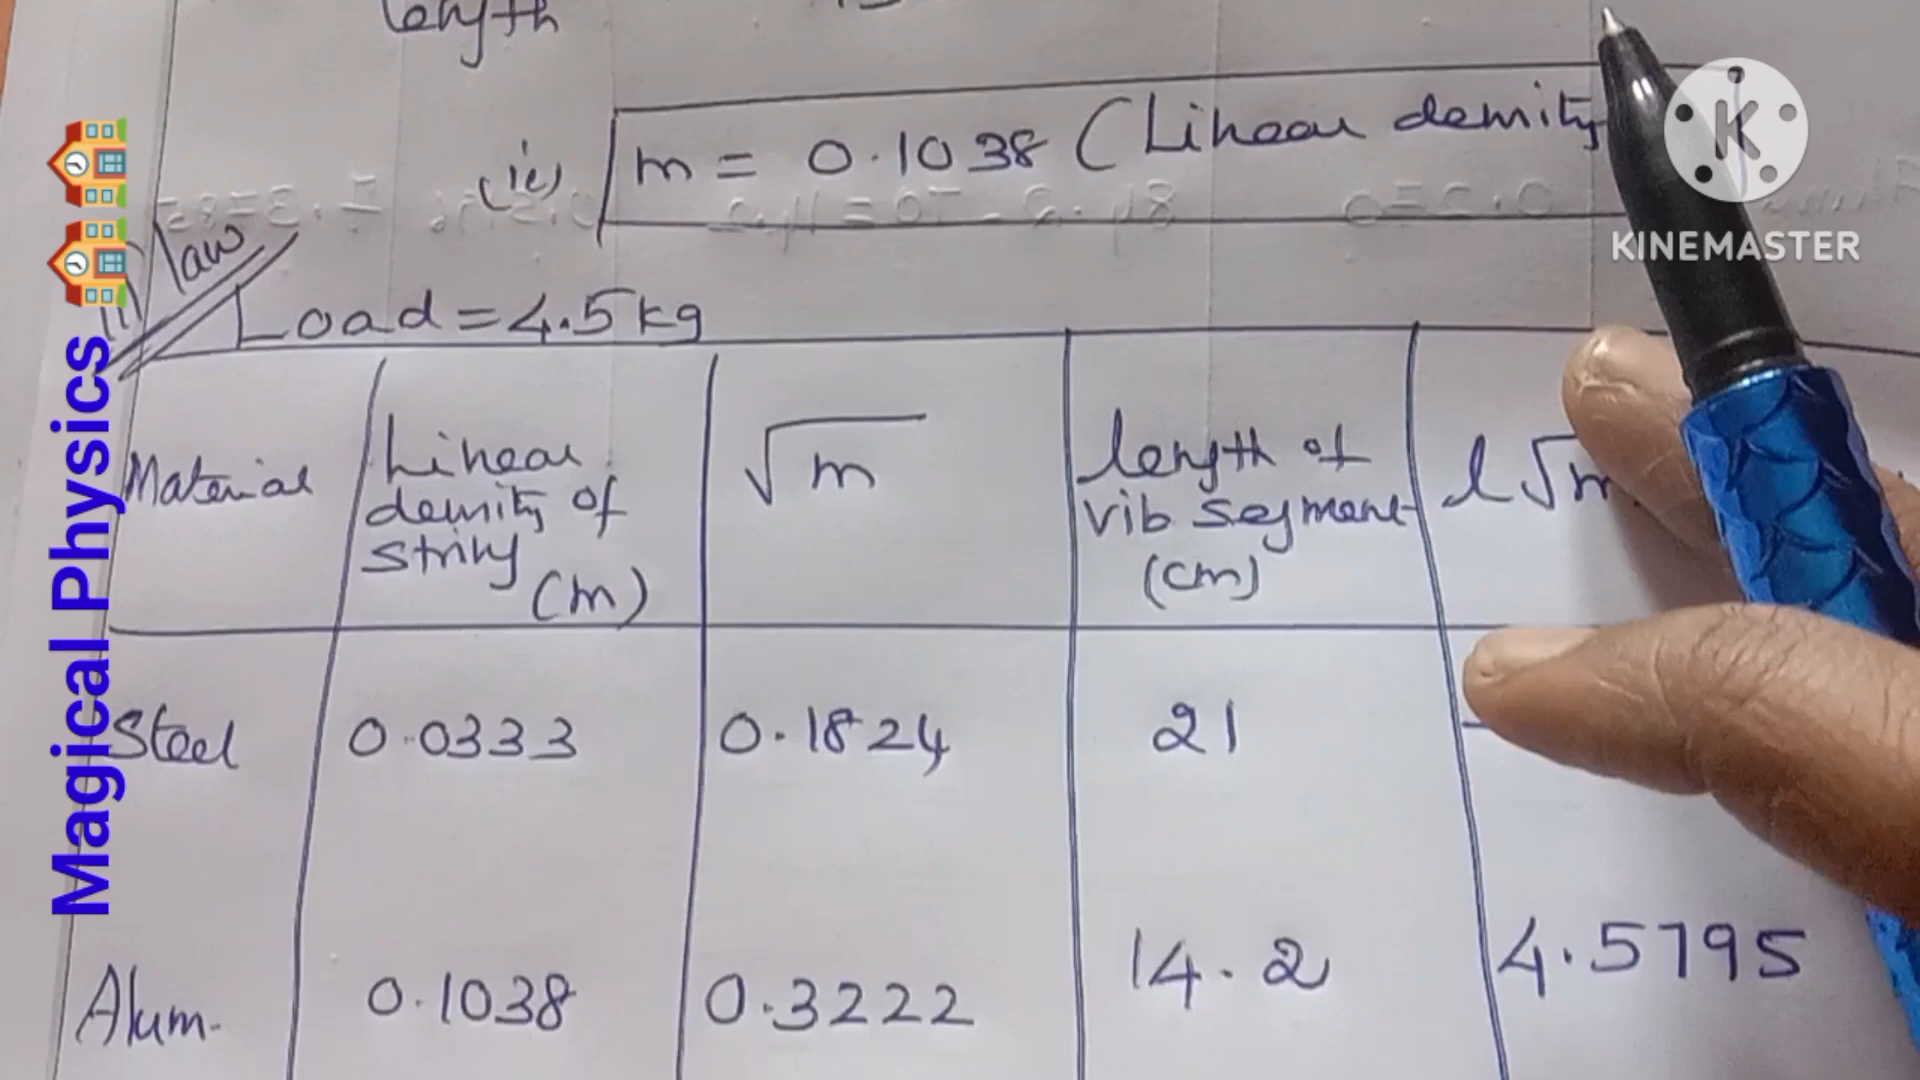 length
(ie) m = 0.1038 (Linear density
III law
Load = 4.5 kg
Material
Linear density of string (m)
√m
length of vib segment (cm)
l√m
Steel 0.0333 0.1824 21
Alum. 0.1038 0.3222 14.2 4.5795
Magical Physics
KINEMASTER